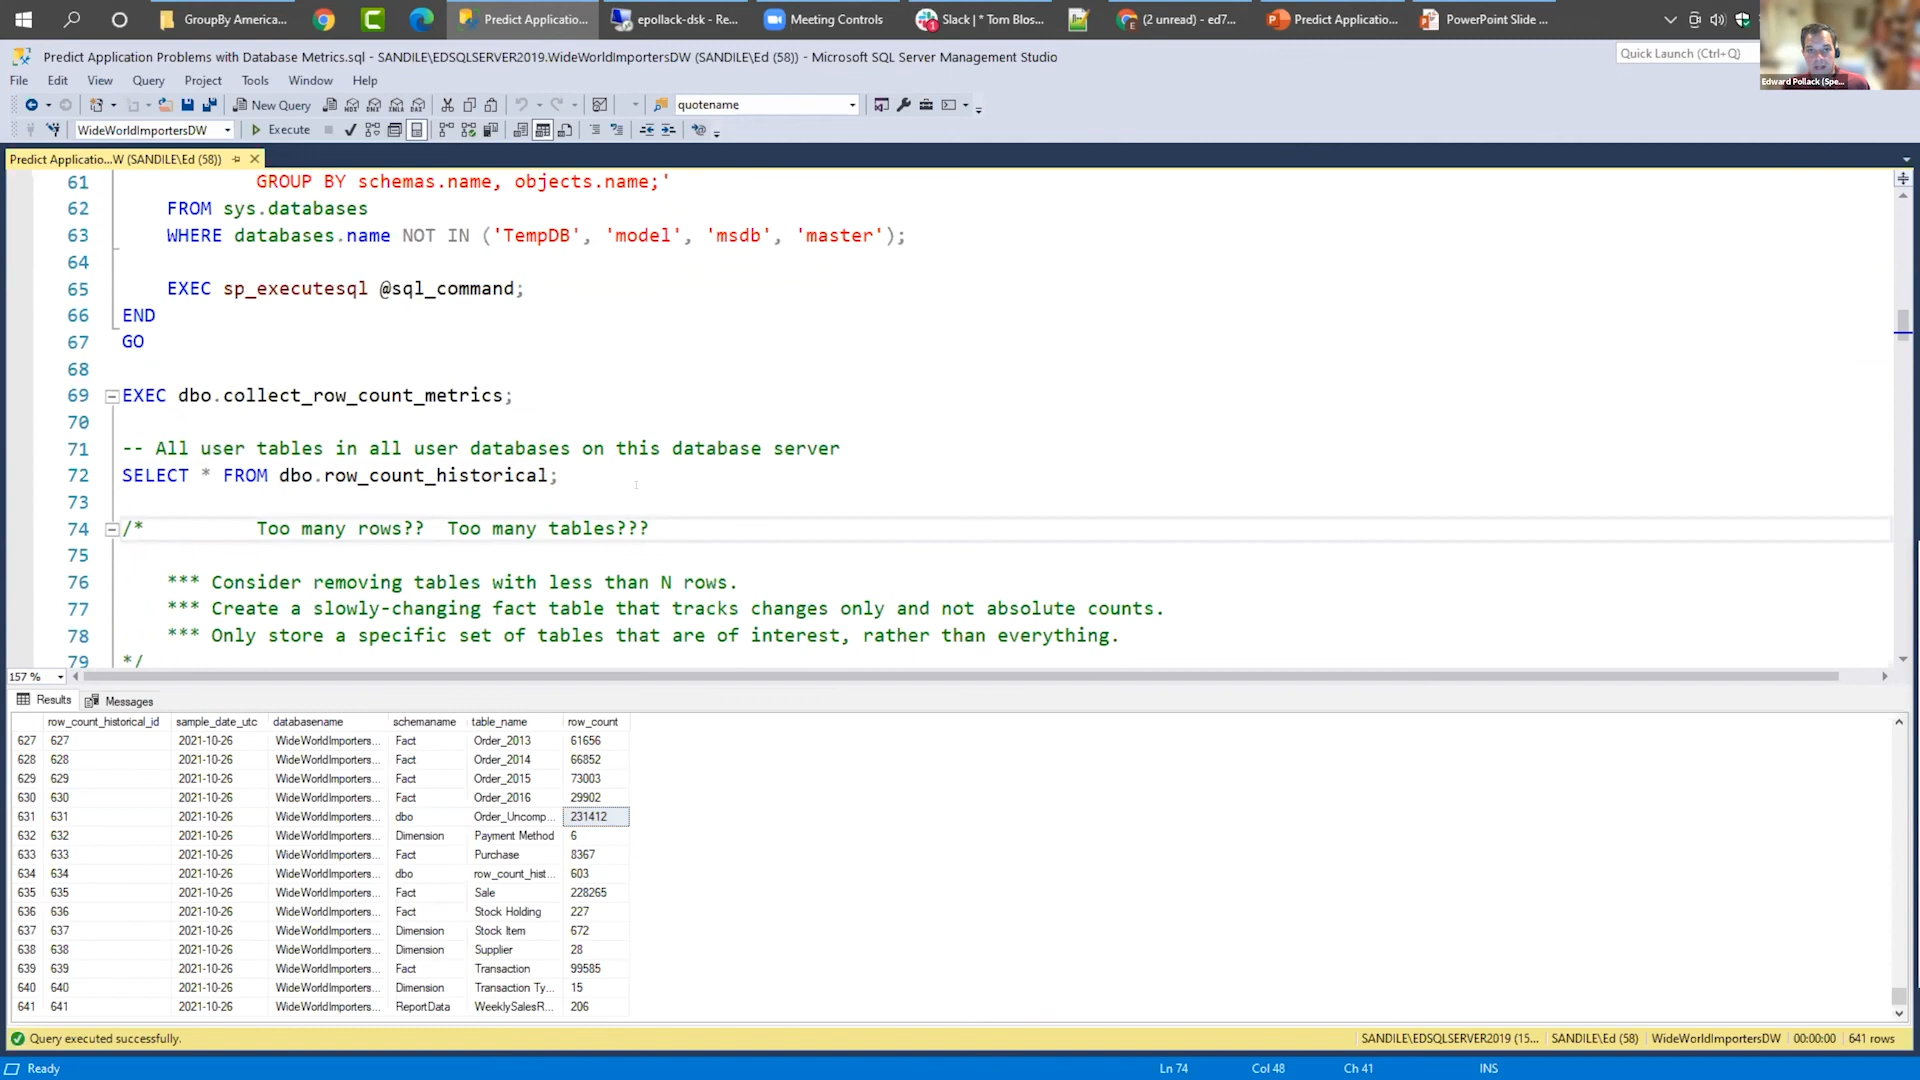 GroupBy America...
Predict Applicatio...
epollack-dsk - Re...
Meeting Controls
Slack | * Tom Blos...
(2 unread) - ed7...
Predict Applicatio...
PowerPoint Slide ...
Predict Application Problems with Database Metrics.sql - SANDILE\EDSQLSERVER2019.WideWorldImportersDW (SANDILE\Ed (58)) - Microsoft SQL Server Management Studio
Quick Launch (Ctrl+Q)
Edward Pollack (Spe...
File Edit View Query Project Tools Window Help
New Query
quotename
WideWorldImportersDW
Execute
Predict Applicatio...W (SANDILE\Ed (58))
61 GROUP BY schemas.name, objects.name;'
62 FROM sys.databases
63 WHERE databases.name NOT IN ('TempDB', 'model', 'msdb', 'master');
64
65 EXEC sp_executesql @sql_command;
66 END
67 GO
68
69 EXEC dbo.collect_row_count_metrics;
70
71 -- All user tables in all user databases on this database server
72 SELECT * FROM dbo.row_count_historical;
73
74 /* Too many rows?? Too many tables???
75
76 *** Consider removing tables with less than N rows.
77 *** Create a slowly-changing fact table that tracks changes only and not absolute counts.
78 *** Only store a specific set of tables that are of interest, rather than everything.
79 */
157 %
Results Messages
row_count_historical_id sample_date_utc databasename schemaname table_name row_count
627 627 2021-10-26 WideWorldImporters... Fact Order_2013 61656
628 628 2021-10-26 WideWorldImporters... Fact Order_2014 66852
629 629 2021-10-26 WideWorldImporters... Fact Order_2015 73003
630 630 2021-10-26 WideWorldImporters... Fact Order_2016 29902
631 631 2021-10-26 WideWorldImporters... dbo Order_Uncomp... 231412
632 632 2021-10-26 WideWorldImporters... Dimension Payment Method 6
633 633 2021-10-26 WideWorldImporters... Fact Purchase 8367
634 634 2021-10-26 WideWorldImporters... dbo row_count_hist... 603
635 635 2021-10-26 WideWorldImporters... Fact Sale 228265
636 636 2021-10-26 WideWorldImporters... Fact Stock Holding 227
637 637 2021-10-26 WideWorldImporters... Dimension Stock Item 672
638 638 2021-10-26 WideWorldImporters... Dimension Supplier 28
639 639 2021-10-26 WideWorldImporters... Fact Transaction 99585
640 640 2021-10-26 WideWorldImporters... Dimension Transaction Ty... 15
641 641 2021-10-26 WideWorldImporters... ReportData WeeklySalesR... 206
Query executed successfully.
SANDILE\EDSQLSERVER2019 (15... SANDILE\Ed (58) WideWorldImportersDW 00:00:00 641 rows
Ready
Ln 74 Col 48 Ch 41 INS